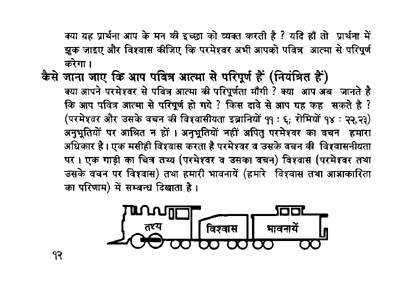 क्या यह प्रार्थना आप के मन की इच्छा को व्यक्त करती है ? यदि हाँ तो प्रार्थना में
झुक जाइए और विश्वास कीजिए कि परमेश्वर अभी आपको पवित्र आत्मा से परिपूर्ण
करेगा ।
कैसे जाना जाए कि आप पवित्र आत्मा से परिपूर्ण हैं (नियंत्रित हैं)
क्या आपने परमेश्वर से पवित्र आत्मा की परिपूर्णता माँगी ? क्या आप अब जानते है
कि आप पवित्र आत्मा से परिपूर्ण हो गये ? किस दावे से आप यह कह सकते है ?
(परमेश्वर और उसके वचन की विश्वासीयता इब्रानियों ११ : ६; रोमियों १४ : २२,२३)
अनुभूतियों पर आश्रित न हों । अनुभूतियाँ नहीं अपितु परमेश्वर का वचन हमारा
अधिकार है । एक मसीही विश्वास करता है परमेश्वर व उसके वचन की विश्वासनीयता
पर । एक गाड़ी का चित्र तथ्य (परमेश्वर व उसका वचन) विश्वास (परमेश्वर तथा
उसके वचन पर विश्वास) तथा हमारी भावनायें (हमारे विश्वास तथा आज्ञाकारिता
का परिणाम) में सम्बन्ध दिखाता है ।
तथ्य विश्वास भावनायें
१२